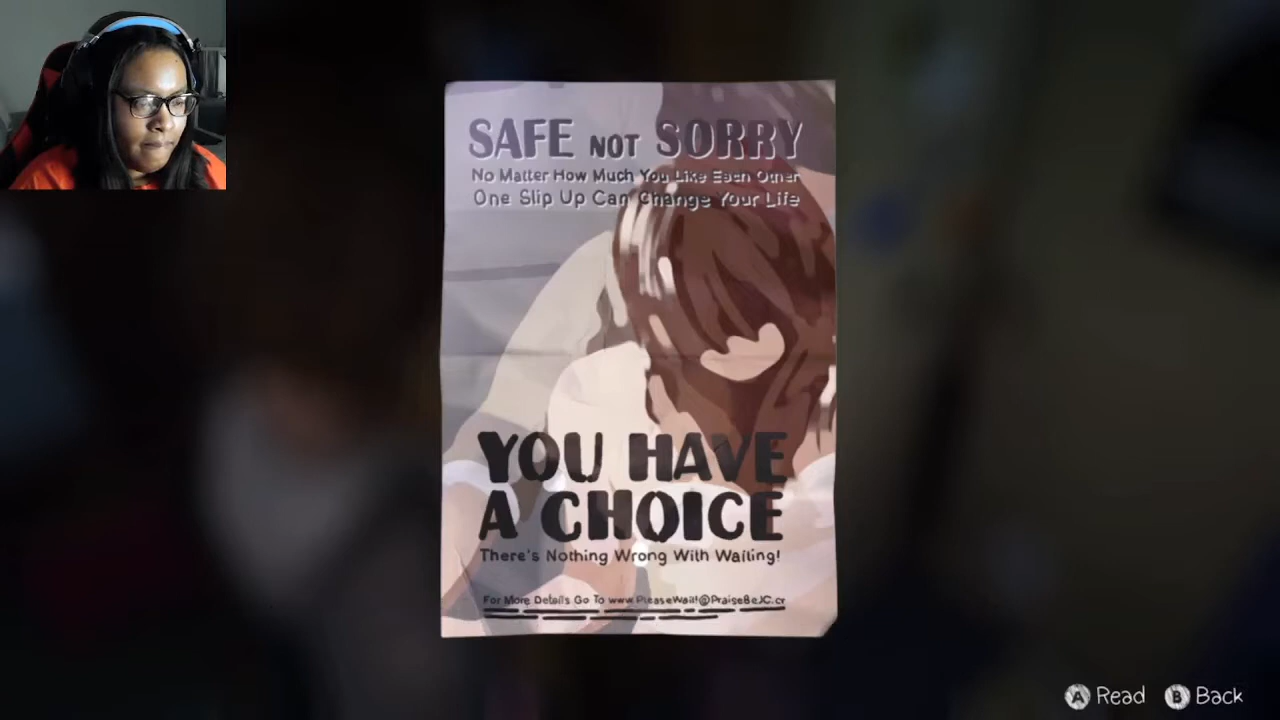 SAFE NOT SORRY
No Matter How Much You Like Each Other
One Slip Up Can Change Your Life
YOU HAVE
A CHOICE
There's Nothing Wrong With Waiting!
For More Details Go To www.PleaseWait@PraiseBeJC.cr
A Read B Back